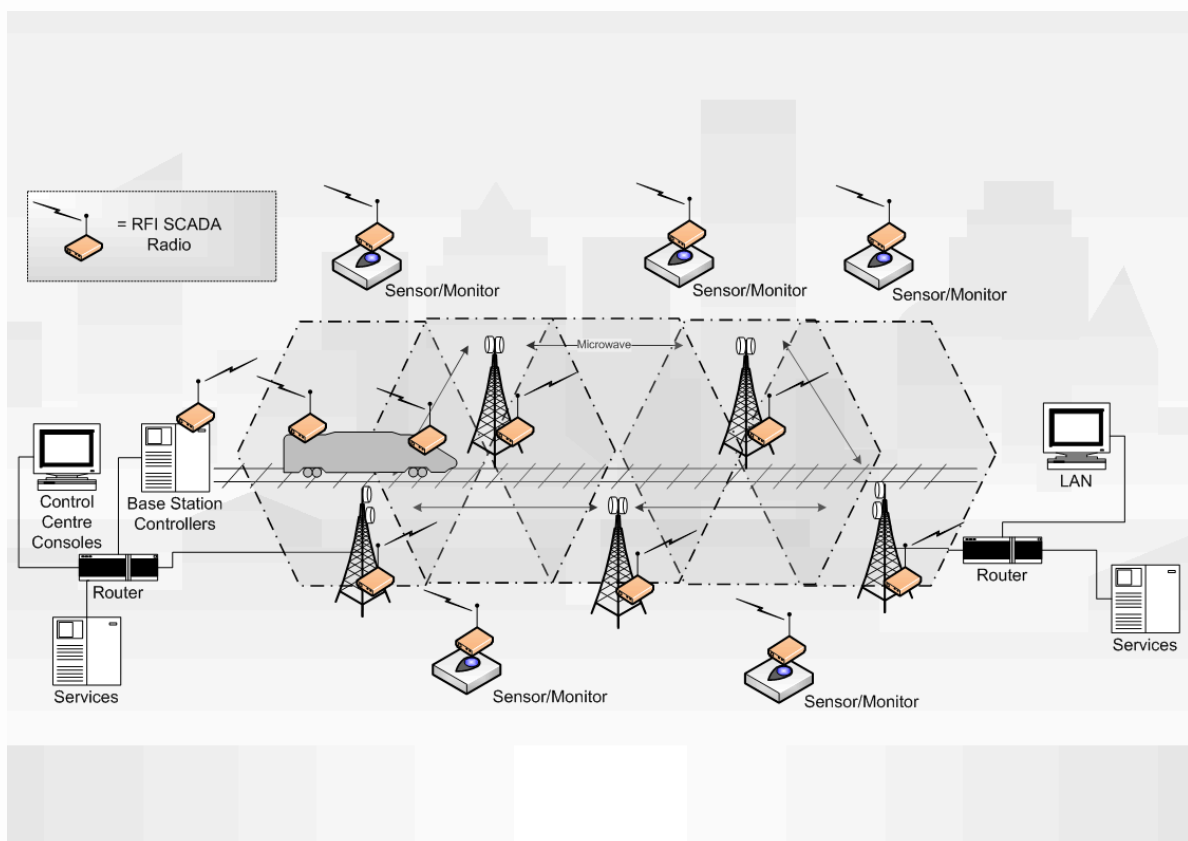 = RFI SCADA
Radio
Sensor/Monitor
Sensor/Monitor
Sensor/Monitor
Microwave
Control
Centre
Consoles
Base Station
Controllers
LAN
Router
Router
Services
Services
Sensor/Monitor
Sensor/Monitor